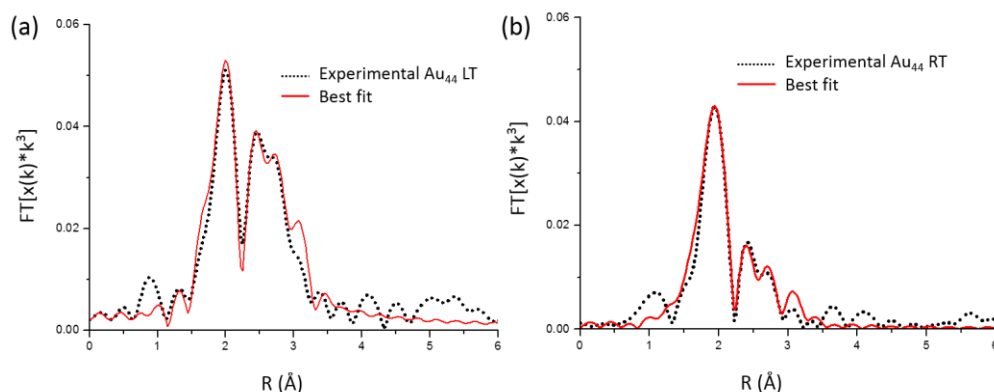 (a)
0.06
0.04
0.02
0.00
FT[x(k)*k³]
Experimental Au₄₄ LT
Best fit
0 1 2 3 4 5 6
R (Å)
(b)
0.06
0.04
0.02
0.00
FT[x(k)*k³]
Experimental Au₄₄ RT
Best fit
0 1 2 3 4 5 6
R (Å)